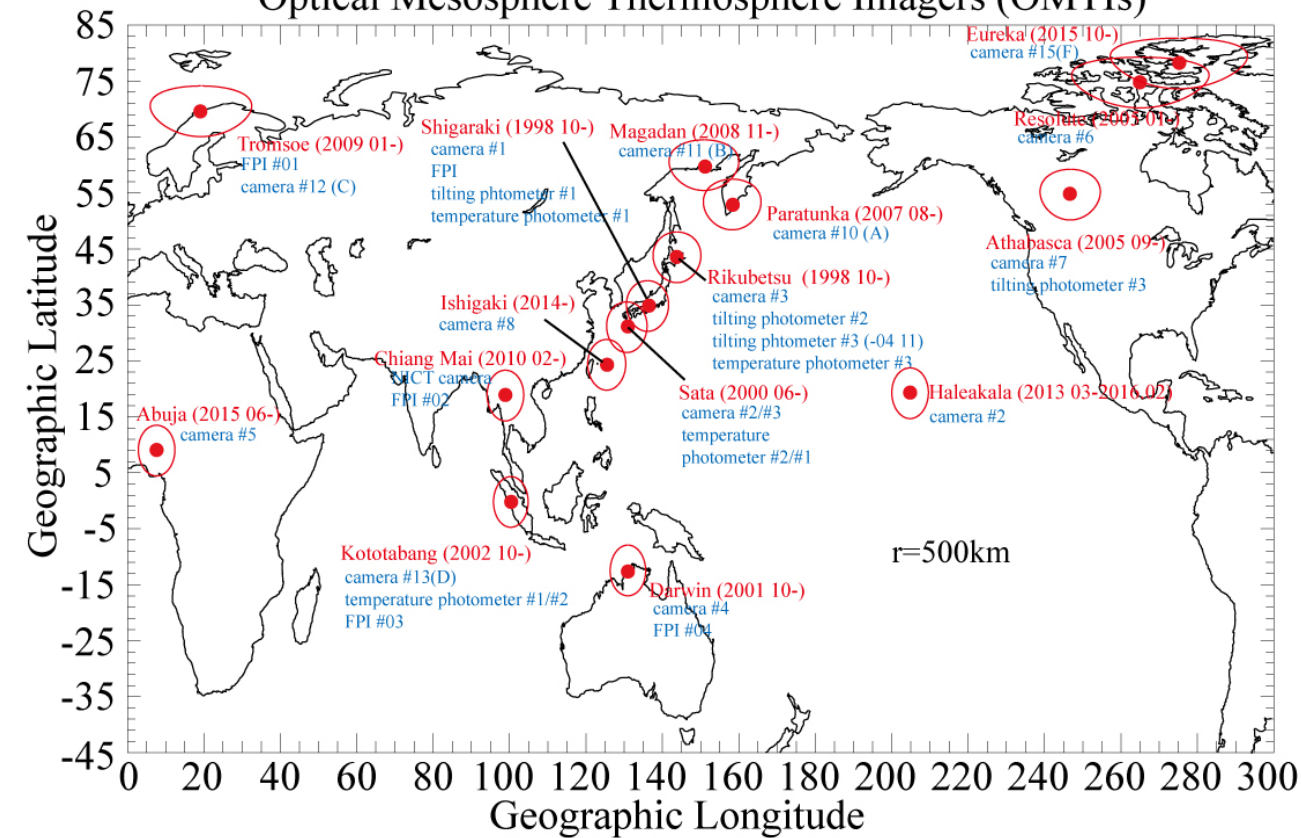 Optical Mesosphere Thermosphere Imagers (OMTIs)
Eureka (2015 10-)
camera #15(F)
Resolute (2005 01-)
camera #6
Tromsoe (2009 01-)
FPI #01
camera #12 (C)
Shigaraki (1998 10-)
camera #1
FPI
tilting phtometer #1
temperature photometer #1
Magadan (2008 11-)
camera #11 (B)
Paratunka (2007 08-)
camera #10 (A)
Athabasca (2005 09-)
camera #7
tilting photometer #3
Rikubetsu (1998 10-)
camera #3
tilting photometer #2
tilting phtometer #3 (-04 11)
temperature photometer #3
Ishigaki (2014-)
camera #8
Chiang Mai (2010 02-)
NICT camera
FPI #02
Sata (2000 06-)
camera #2/#3
temperature
photometer #2/#1
Haleakala (2013 03-2016.02)
camera #2
Abuja (2015 06-)
camera #5
Kototabang (2002 10-)
camera #13(D)
temperature photometer #1/#2
FPI #03
r=500km
Darwin (2001 10-)
camera #4
FPI #04
Geographic Latitude
85
75
65
55
45
35
25
15
5
-5
-15
-25
-35
-45
0 20 40 60 80 100 120 140 160 180 200 220 240 260 280 300
Geographic Longitude